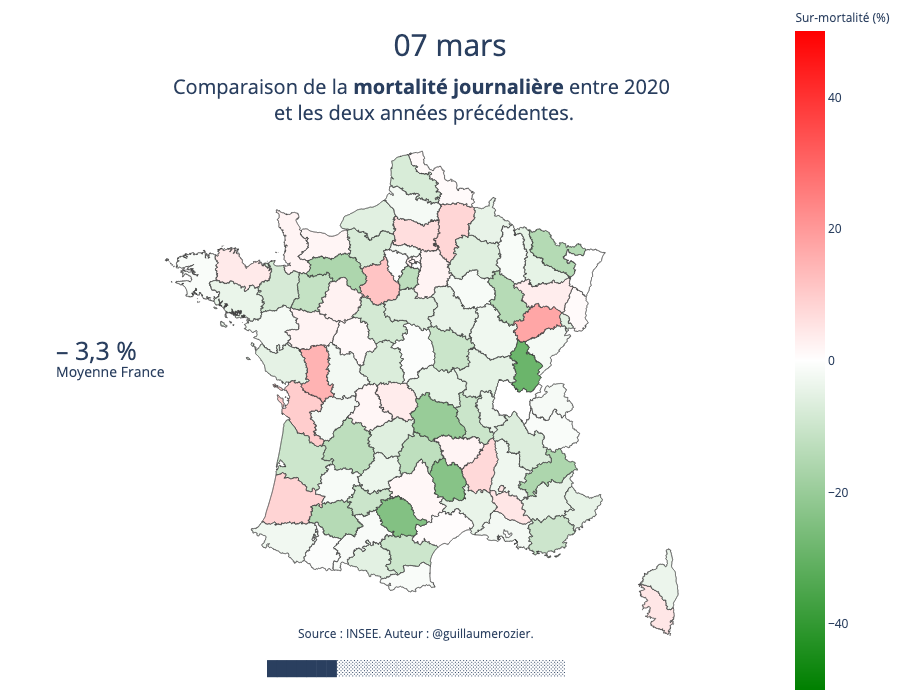 Sur-mortalité (%)
07 mars
Comparaison de la mortalité journalière entre 2020
et les deux années précédentes.
40
20
0
−20
−40
– 3,3 %
Moyenne France
Source : INSEE. Auteur : @guillaumerozier.